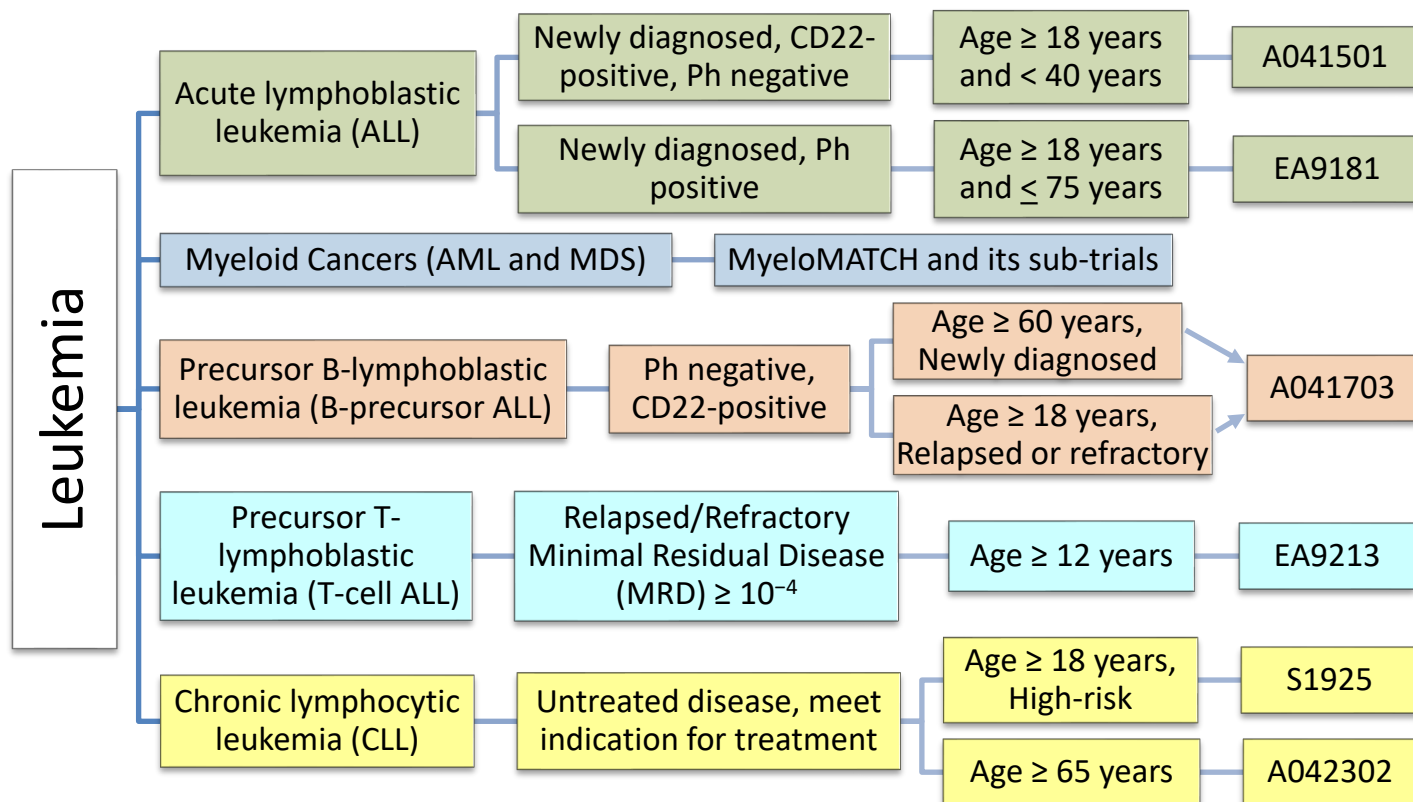 Leukemia
Acute lymphoblastic
leukemia (ALL)
Newly diagnosed, CD22-
positive, Ph negative
Age ≥ 18 years
and < 40 years
A041501
Newly diagnosed, Ph
positive
Age ≥ 18 years
and ≤ 75 years
EA9181
Myeloid Cancers (AML and MDS)
MyeloMATCH and its sub-trials
Precursor B-lymphoblastic
leukemia (B-precursor ALL)
Ph negative,
CD22-positive
Age ≥ 60 years,
Newly diagnosed
Age ≥ 18 years,
Relapsed or refractory
A041703
Precursor T-
lymphoblastic
leukemia (T-cell ALL)
Relapsed/Refractory
Minimal Residual Disease
(MRD) ≥ 10⁻⁴
Age ≥ 12 years
EA9213
Chronic lymphocytic
leukemia (CLL)
Untreated disease, meet
indication for treatment
Age ≥ 18 years,
High-risk
S1925
Age ≥ 65 years
A042302